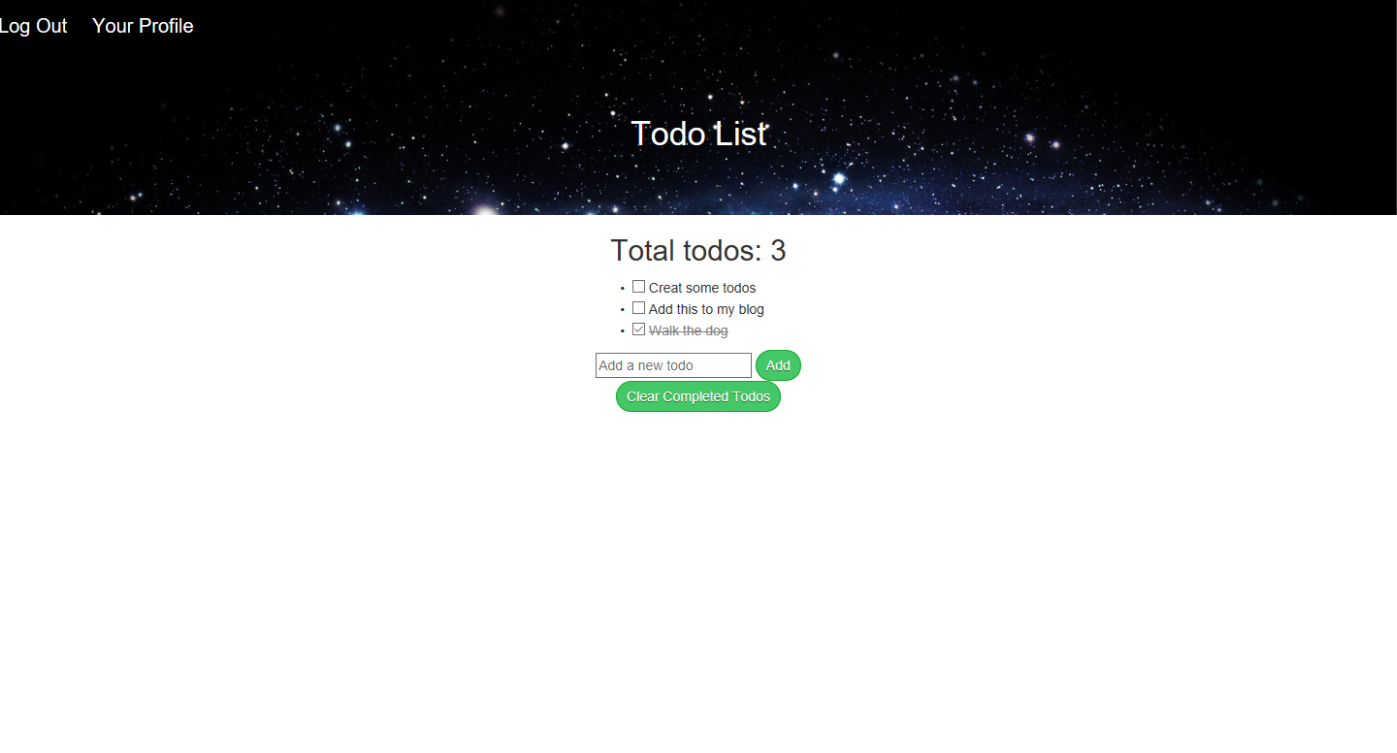 Log Out Your Profile
Todo List
Total todos: 3
Creat some todos
Add this to my blog
Walk the dog
Add a new todo Add
Clear Completed Todos